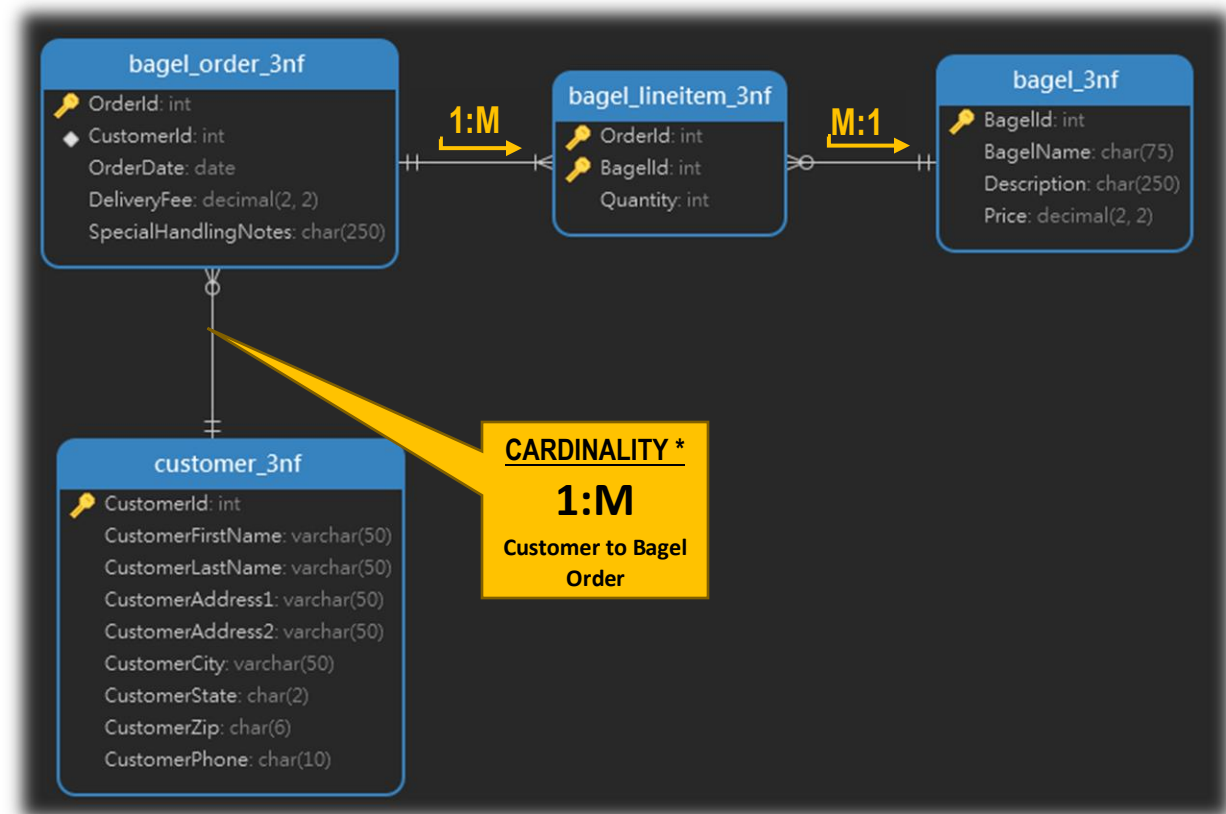 bagel_order_3nf
OrderId: int
CustomerId: int
OrderDate: date
DeliveryFee: decimal(2, 2)
SpecialHandlingNotes: char(250)
1:M
bagel_lineitem_3nf
OrderId: int
BagelId: int
Quantity: int
M:1
bagel_3nf
BagelId: int
BagelName: char(75)
Description: char(250)
Price: decimal(2, 2)
customer_3nf
CustomerId: int
CustomerFirstName: varchar(50)
CustomerLastName: varchar(50)
CustomerAddress1: varchar(50)
CustomerAddress2: varchar(50)
CustomerCity: varchar(50)
CustomerState: char(2)
CustomerZip: char(6)
CustomerPhone: char(10)
CARDINALITY *
1:M
Customer to Bagel
Order